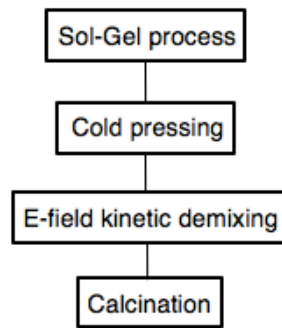 Sol-Gel process
Cold pressing
E-field kinetic demixing
Calcination